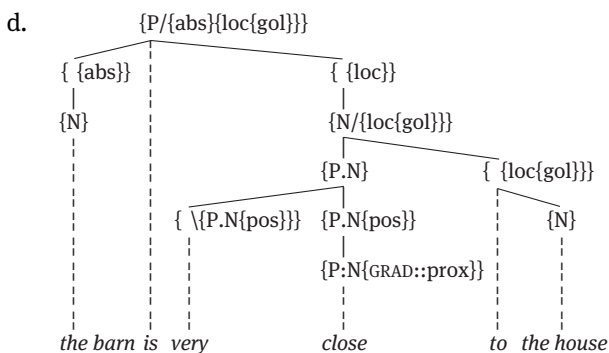 d. {P/{abs}{loc{gol}}}
{ {abs}} { {loc}}
{N} {N/{loc{gol}}}
{P.N} { {loc{gol}}}
{ \{P.N{pos}}} {P.N{pos}} {N}
{P:N{GRAD::prox}}
the barn is very close to the house